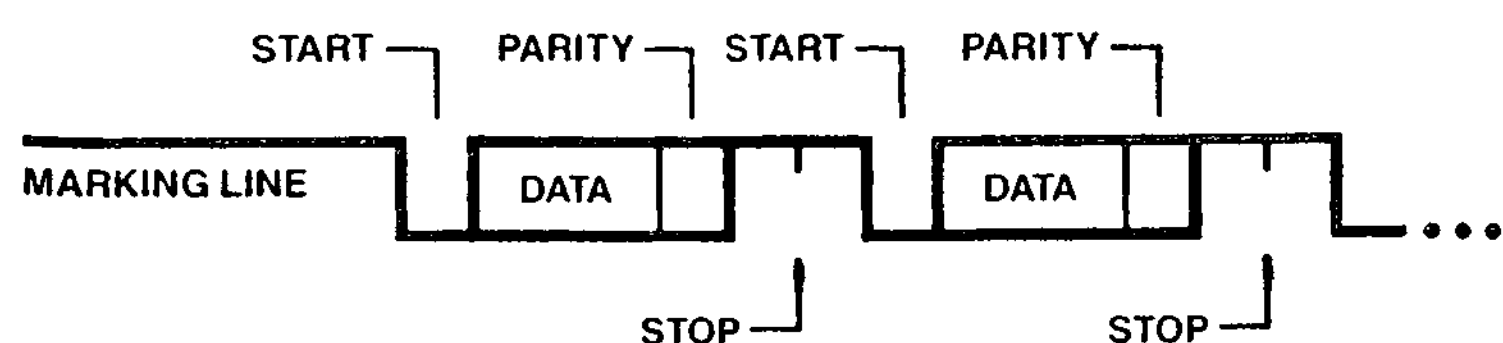 START PARITY START PARITY
MARKING LINE DATA DATA
STOP STOP